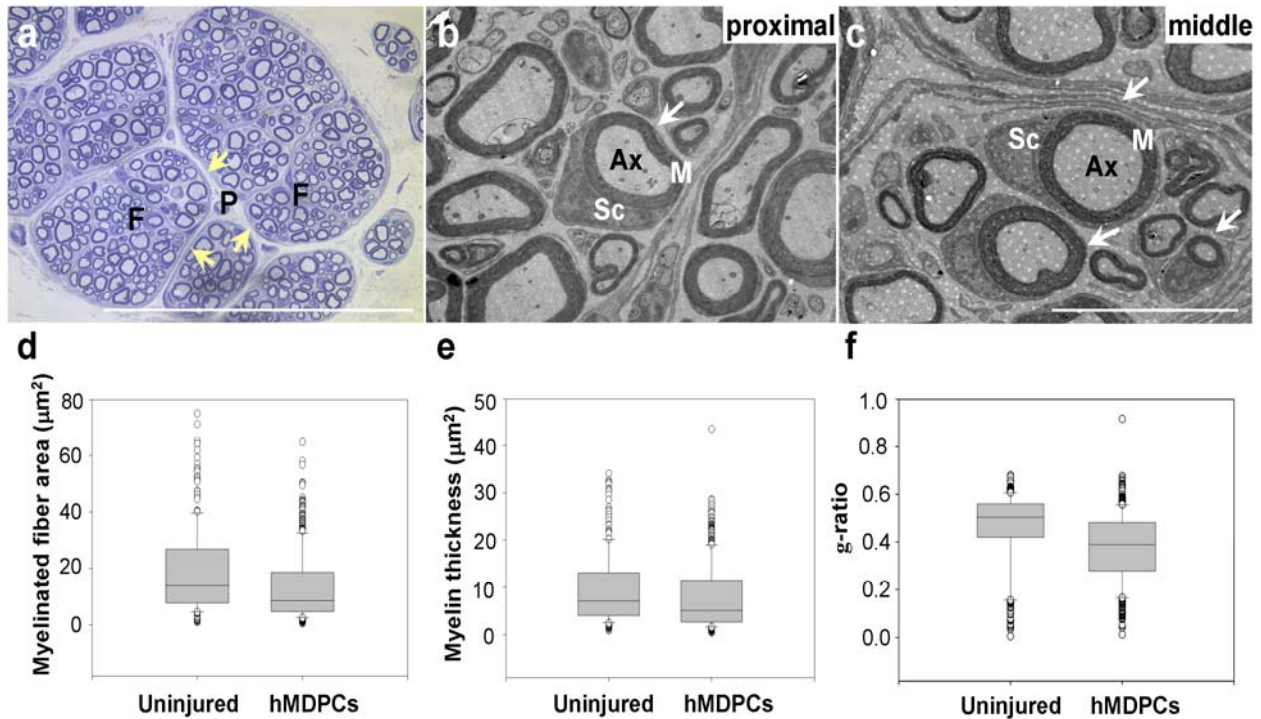 a
F
P
F
b
proximal
Ax
M
Sc
c
middle
Sc
M
Ax
d
Myelinated fiber area (µm²)
80
60
40
20
0
Uninjured hMDPCs
e
Myelin thickness (µm²)
50
40
30
20
10
0
Uninjured hMDPCs
f
g-ratio
1.0
0.8
0.6
0.4
0.2
0.0
Uninjured hMDPCs